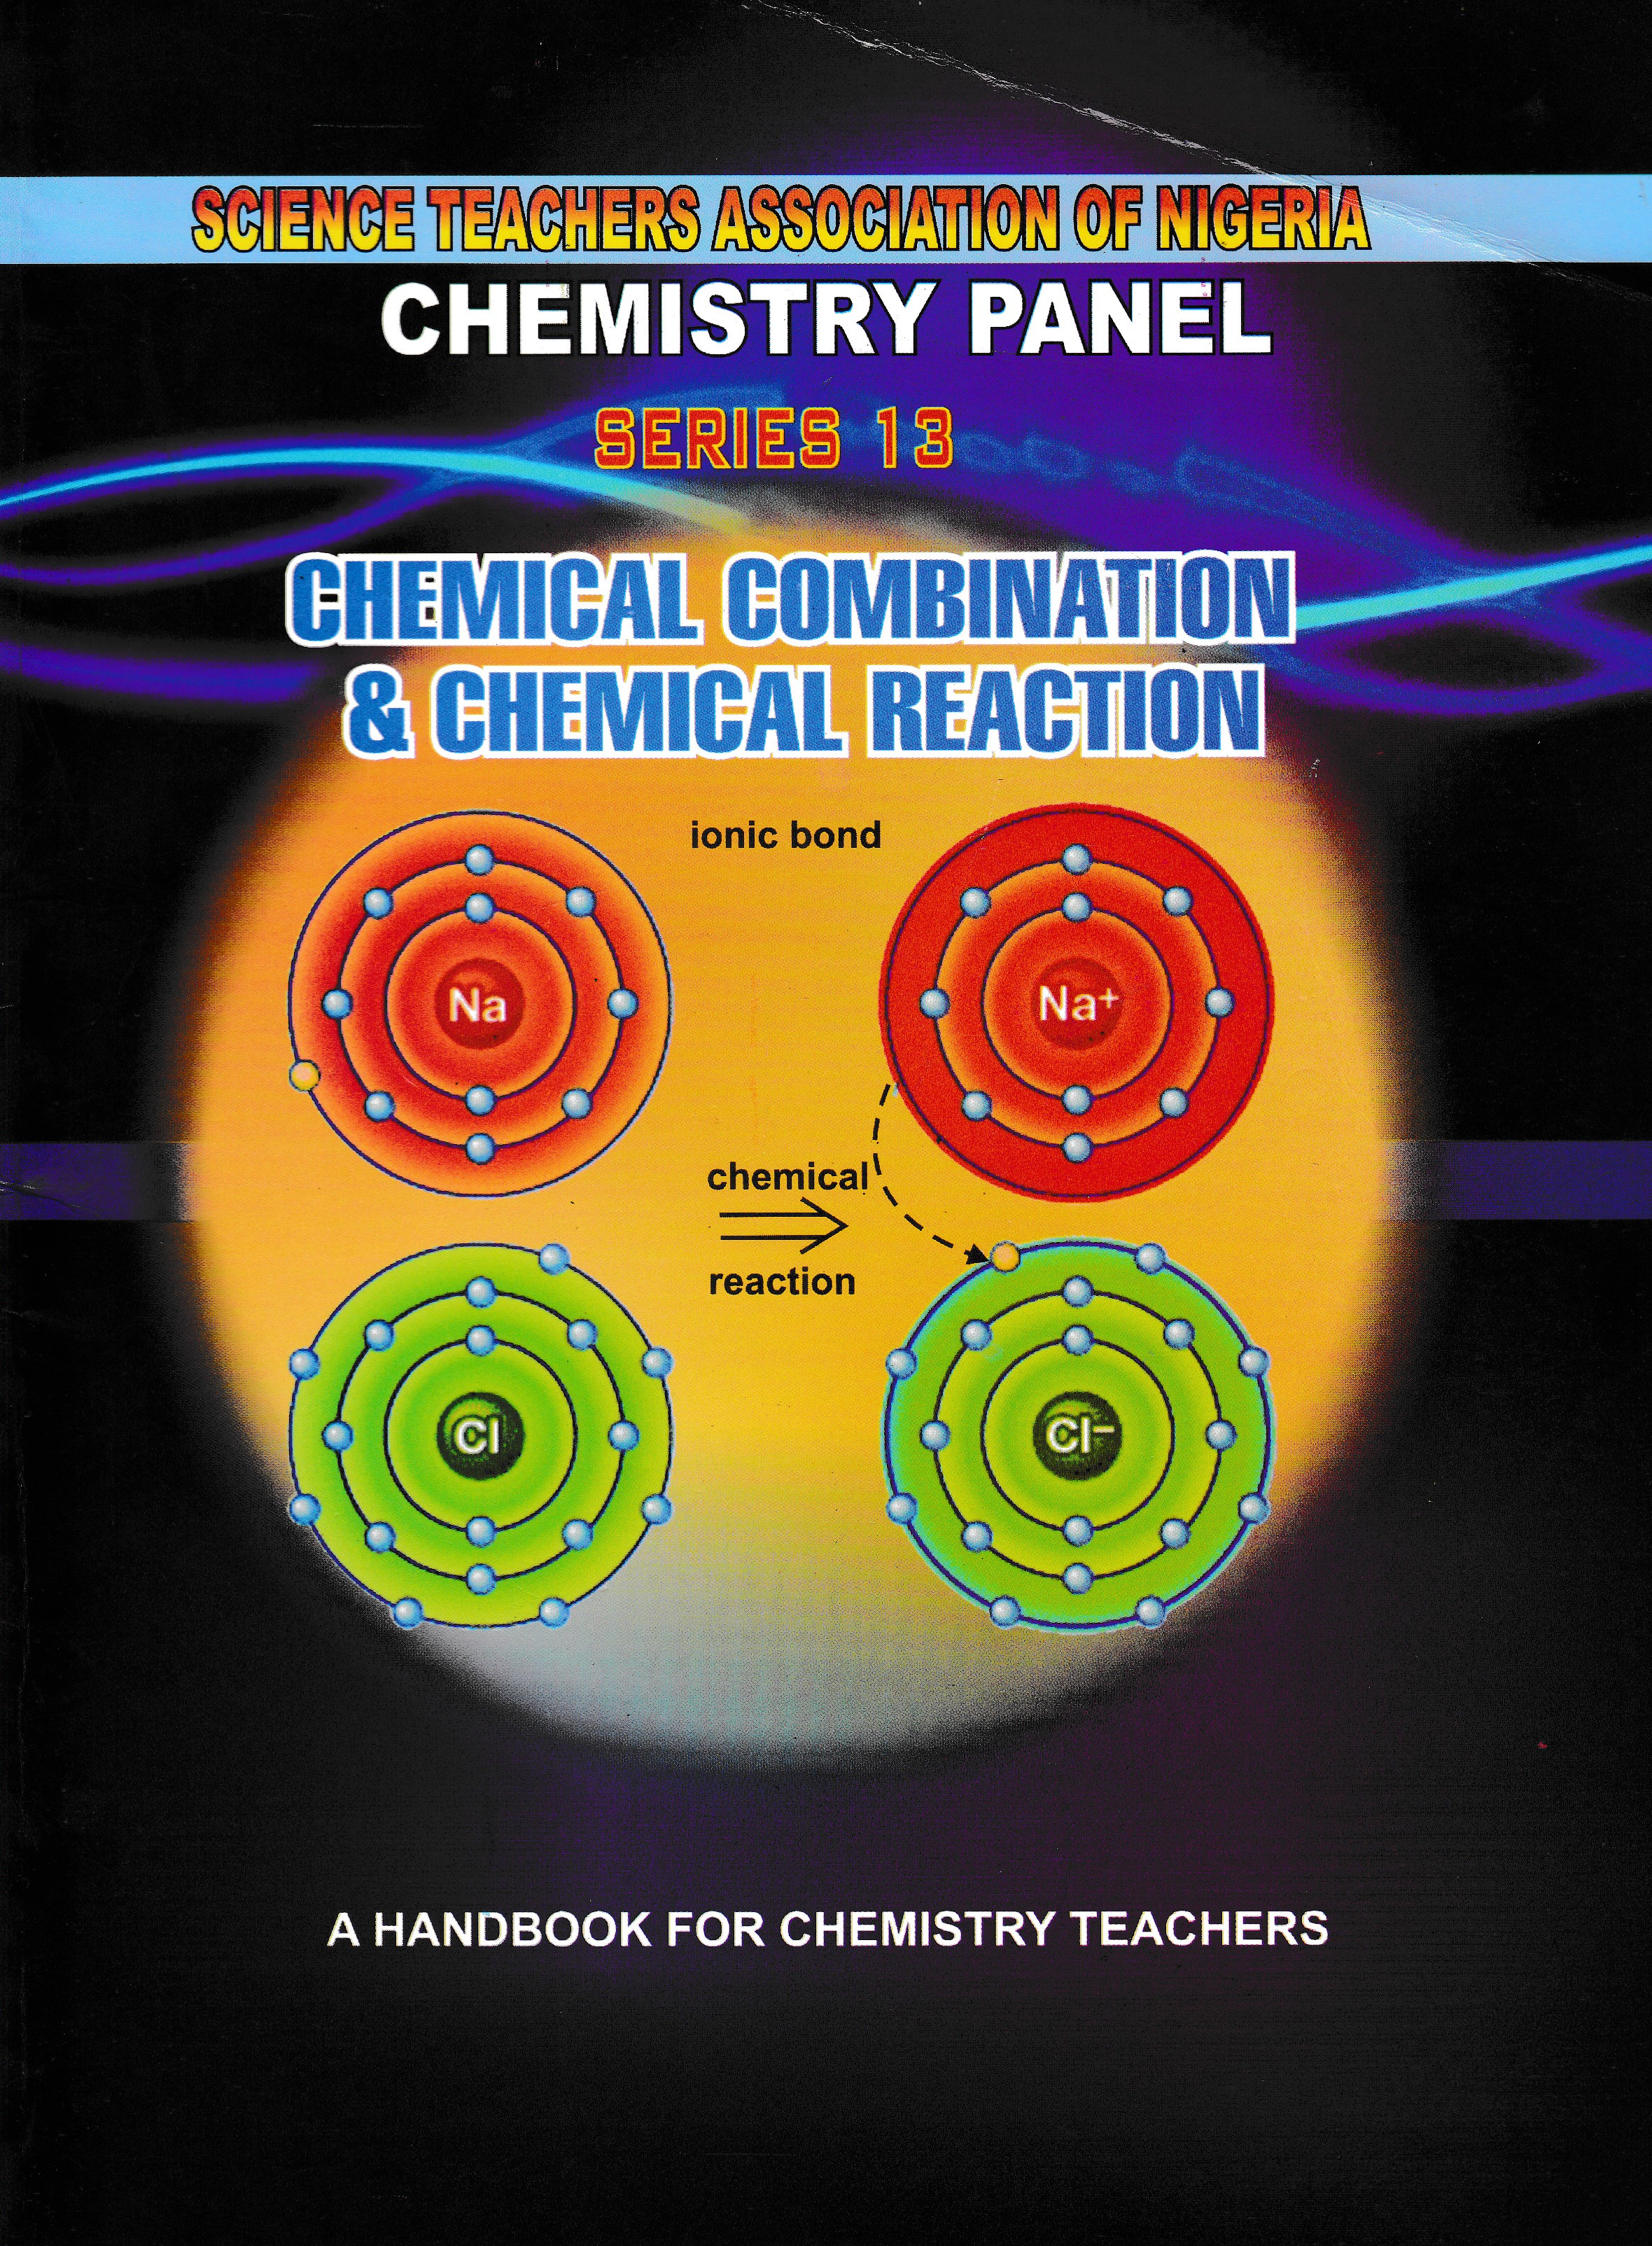 SCIENCE TEACHERS ASSOCIATION OF NIGERIA
CHEMISTRY PANEL
SERIES 13
CHEMICAL COMBINATION
& CHEMICAL REACTION
ionic bond
Na
Na+
chemical
reaction
Cl
Cl–
A HANDBOOK FOR CHEMISTRY TEACHERS